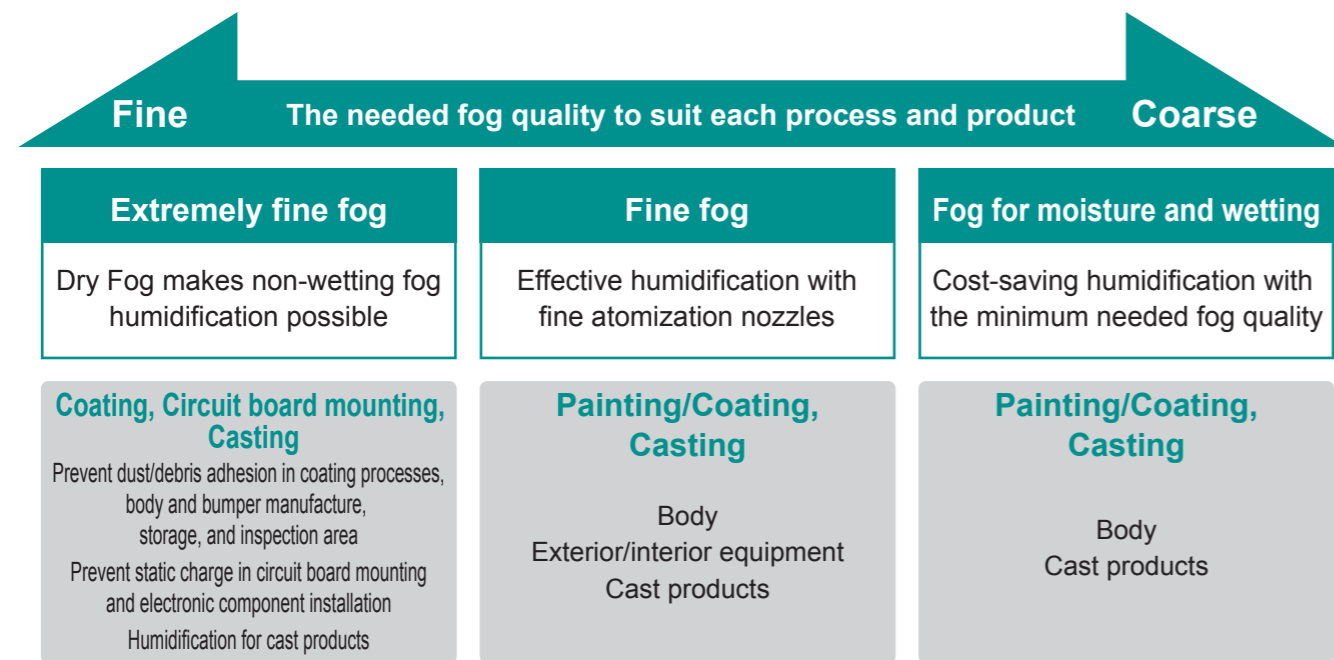 Fine
The needed fog quality to suit each process and product
Coarse
Extremely fine fog
Dry Fog makes non-wetting fog
humidification possible
Coating, Circuit board mounting,
Casting
Prevent dust/debris adhesion in coating processes,
body and bumper manufacture,
storage, and inspection area
Prevent static charge in circuit board mounting
and electronic component installation
Humidification for cast products
Fine fog
Effective humidification with
fine atomization nozzles
Painting/Coating,
Casting
Body
Exterior/interior equipment
Cast products
Fog for moisture and wetting
Cost-saving humidification with
the minimum needed fog quality
Painting/Coating,
Casting
Body
Cast products